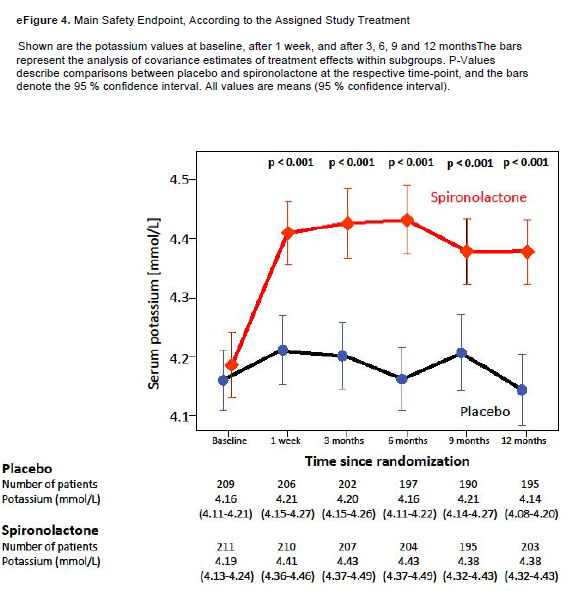 eFigure 4. Main Safety Endpoint, According to the Assigned Study Treatment
Shown are the potassium values at baseline, after 1 week, and after 3, 6, 9 and 12 monthsThe bars
represent the analysis of covariance estimates of treatment effects within subgroups. P-Values
describe comparisons between placebo and spironolactone at the respective time-point, and the bars
denote the 95 % confidence interval. All values are means (95 % confidence interval).
p < 0.001 p < 0.001 p < 0.001 p < 0.001 p < 0.001
Spironolactone
Serum potassium [mmol/L]
4.5
4.4
4.3
4.2
4.1
Placebo
Baseline 1 week 3 months 6 months 9 months 12 months
Time since randomization
Placebo
Number of patients 209 206 202 197 190 195
Potassium (mmol/L) 4.16 4.21 4.20 4.16 4.21 4.14
(4.11-4.21) (4.15-4.27) (4.15-4.26) (4.11-4.22) (4.14-4.27) (4.08-4.20)
Spironolactone
Number of patients 211 210 207 204 195 203
Potassium (mmol/L) 4.19 4.41 4.43 4.43 4.38 4.38
(4.13-4.24) (4.36-4.46) (4.37-4.49) (4.37-4.49) (4.32-4.43) (4.32-4.43)